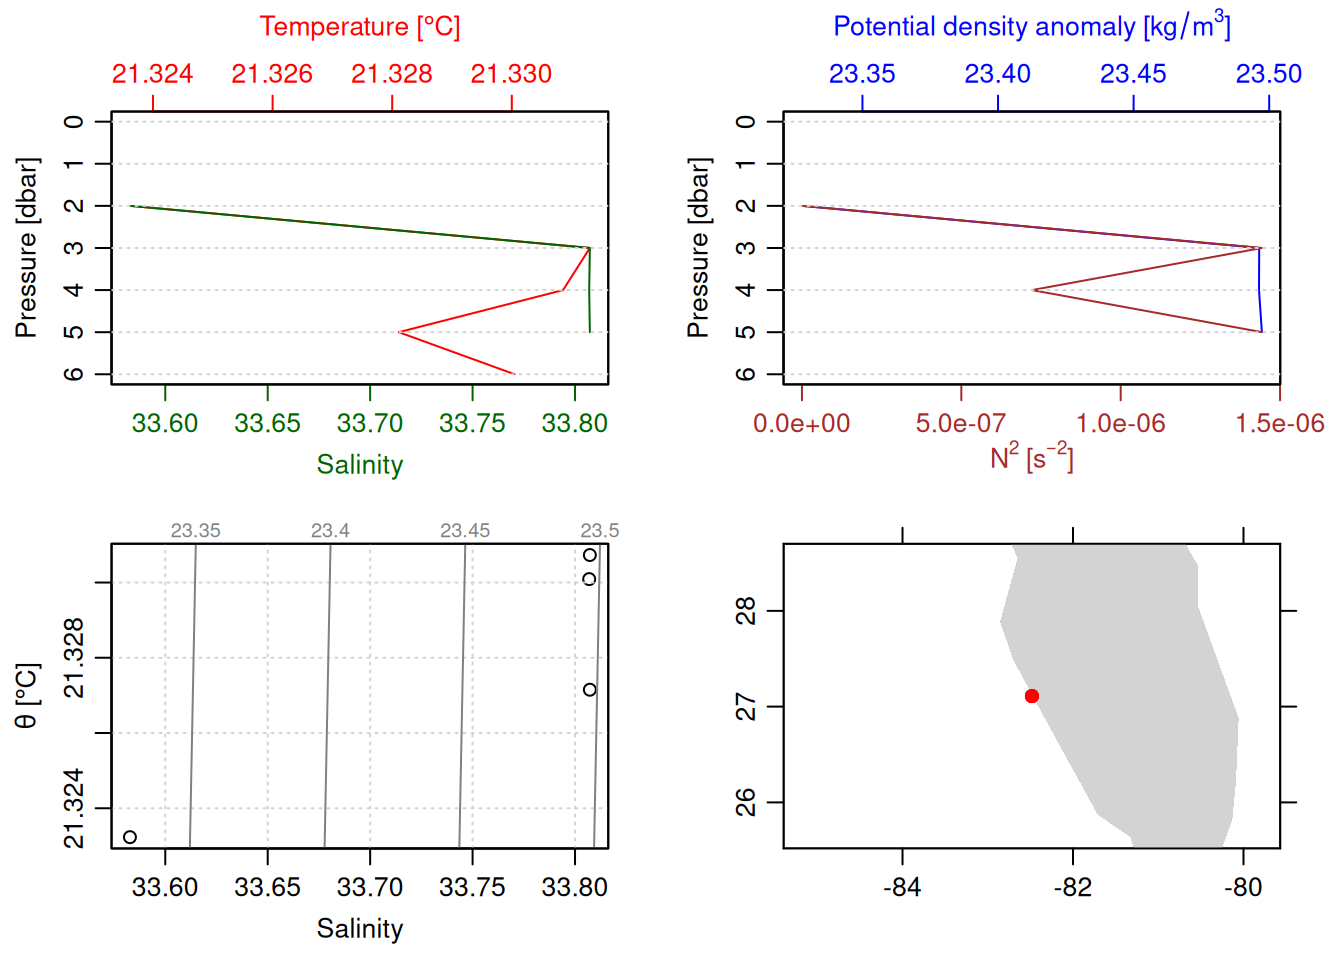 Temperature [°C]
21.324 21.326 21.328 21.330
0 1 2 3 4 5 6
Pressure [dbar]
33.60 33.65 33.70 33.75 33.80
Salinity
Potential density anomaly [kg/m³]
23.35 23.40 23.45 23.50
0 1 2 3 4 5 6
Pressure [dbar]
0.0e+00 5.0e-07 1.0e-06 1.5e-06
N² [s⁻²]
23.35 23.4 23.45 23.5
21.324 21.328
θ [°C]
33.60 33.65 33.70 33.75 33.80
Salinity
26 27 28
-84 -82 -80